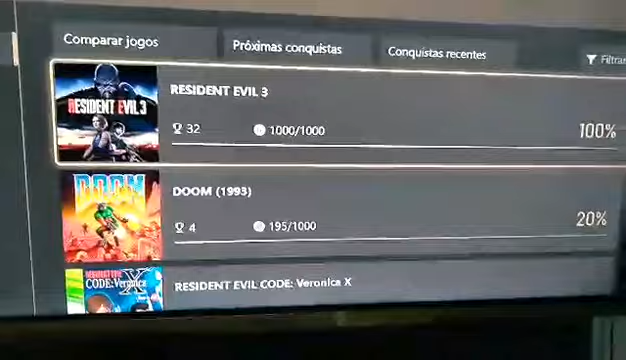 Comparar jogos
Próximas conquistas
Conquistas recentes
Filtrar
RESIDENT EVIL 3
RESIDENT EVIL 3
32
1000/1000
100%
DOOM
DOOM (1993)
4
195/1000
20%
CODE: Veronica X
RESIDENT EVIL CODE: Veronica X